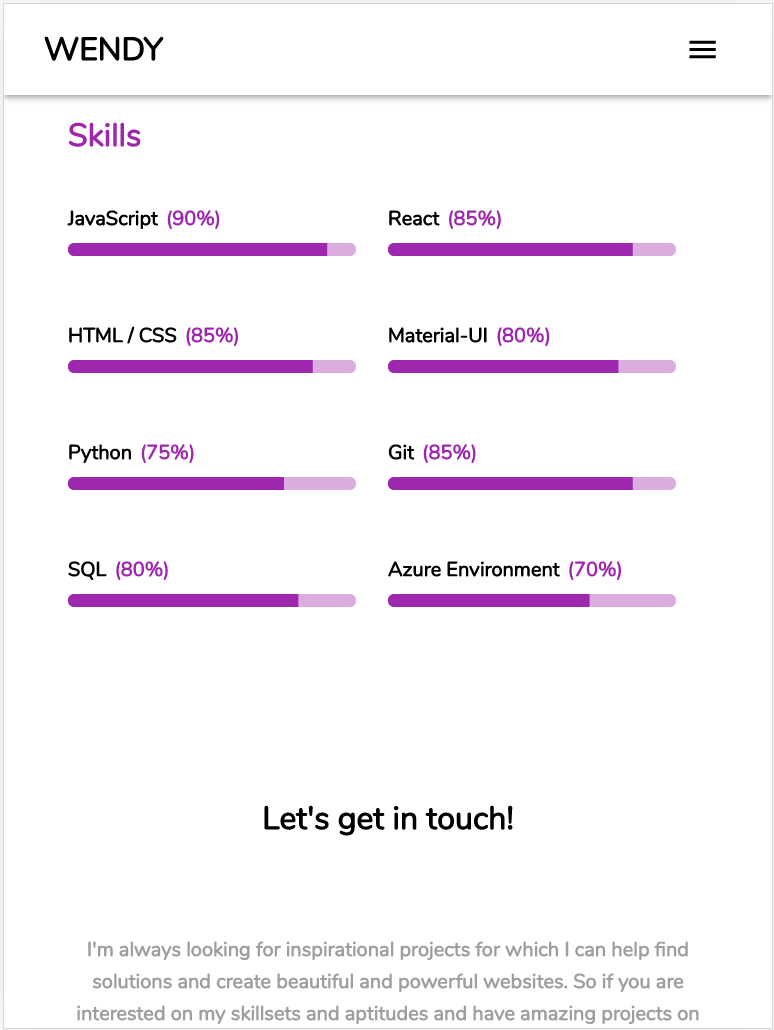 WENDY
Skills
JavaScript (90%)
React (85%)
HTML / CSS (85%)
Material-UI (80%)
Python (75%)
Git (85%)
SQL (80%)
Azure Environment (70%)
Let's get in touch!
I'm always looking for inspirational projects for which I can help find
solutions and create beautiful and powerful websites. So if you are
interested on my skillsets and aptitudes and have amazing projects on